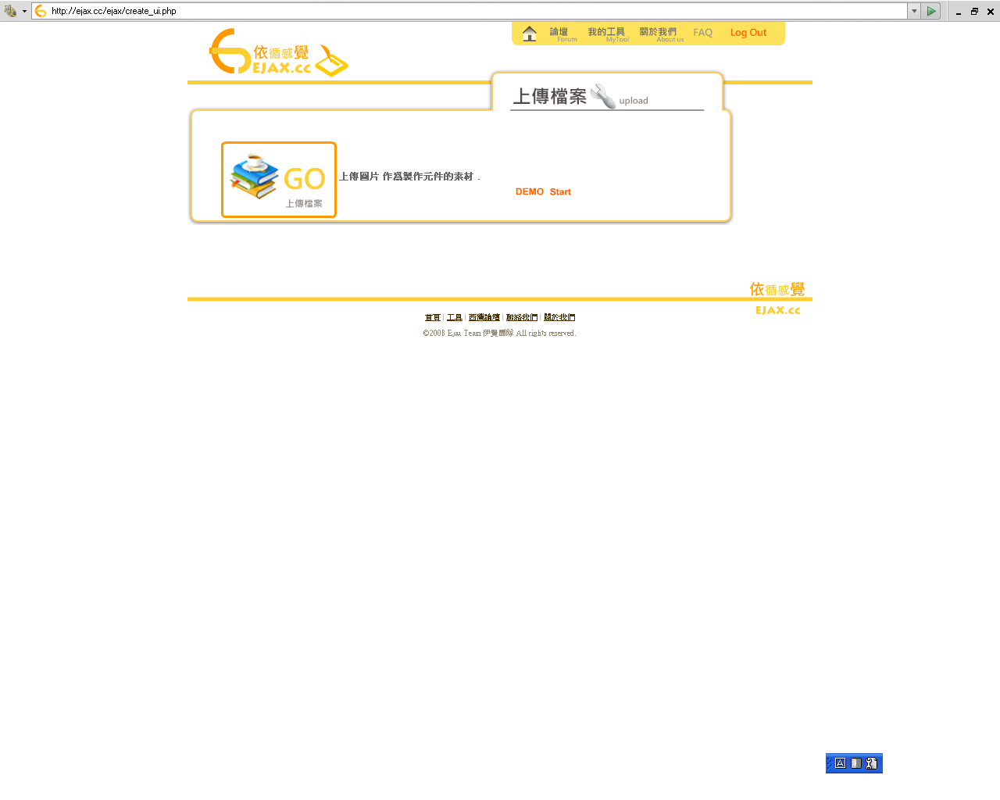 http://ejax.cc/ejax/create_ui.php
論壇 我的工具 關於我們 FAQ Log Out
Forum MyTool About us
依循感覺
EJAX.cc
上傳檔案 upload
GO
上傳檔案
上傳圖片 作為製作元件的素材 .
DEMO Start
依循感覺
EJAX.cc
首頁 | 工具 | 西灣論壇 | 聯絡我們 | 關於我們
©2008 Ejax Team 伊覺團隊 All rights reserved.
A